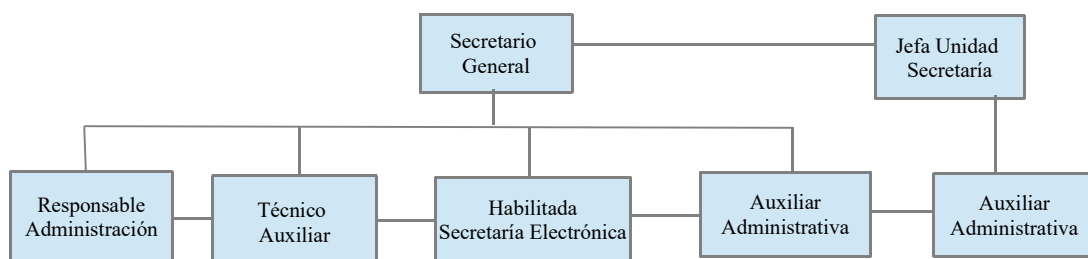 Secretario
General
Jefa Unidad
Secretaría
Responsable
Administración
Técnico
Auxiliar
Habilitada
Secretaría Electrónica
Auxiliar
Administrativa
Auxiliar
Administrativa